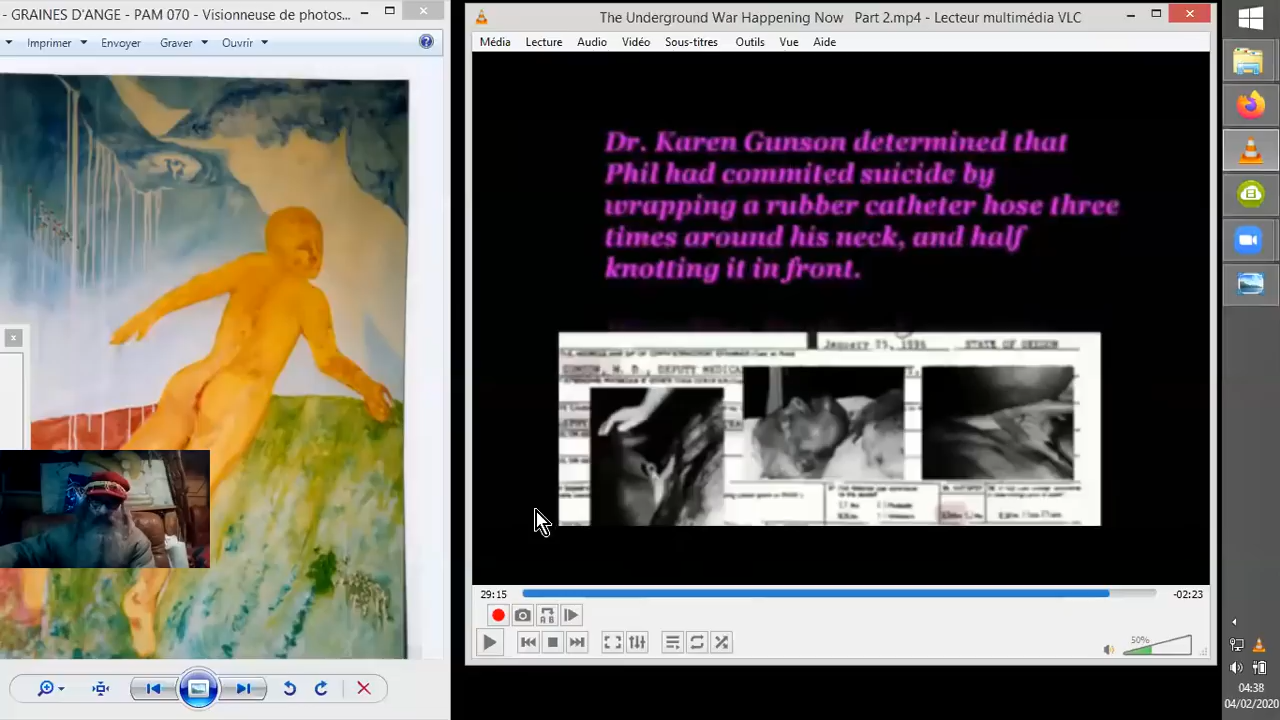 - GRAINES D'ANGE - PAM 070 - Visionneuse de photos...
Imprimer Envoyer Graver Ouvrir
The Underground War Happening Now Part 2.mp4 - Lecteur multimédia VLC
Média Lecture Audio Vidéo Sous-titres Outils Vue Aide
Dr. Karen Gunson determined that
Phil had commited suicide by
wrapping a rubber catheter hose three
times around his neck, and half
knotting it in front.
STATE OF OREGON
DEPUTY MEDICA
29:15
-02:23
50%
04:38
04/02/2020